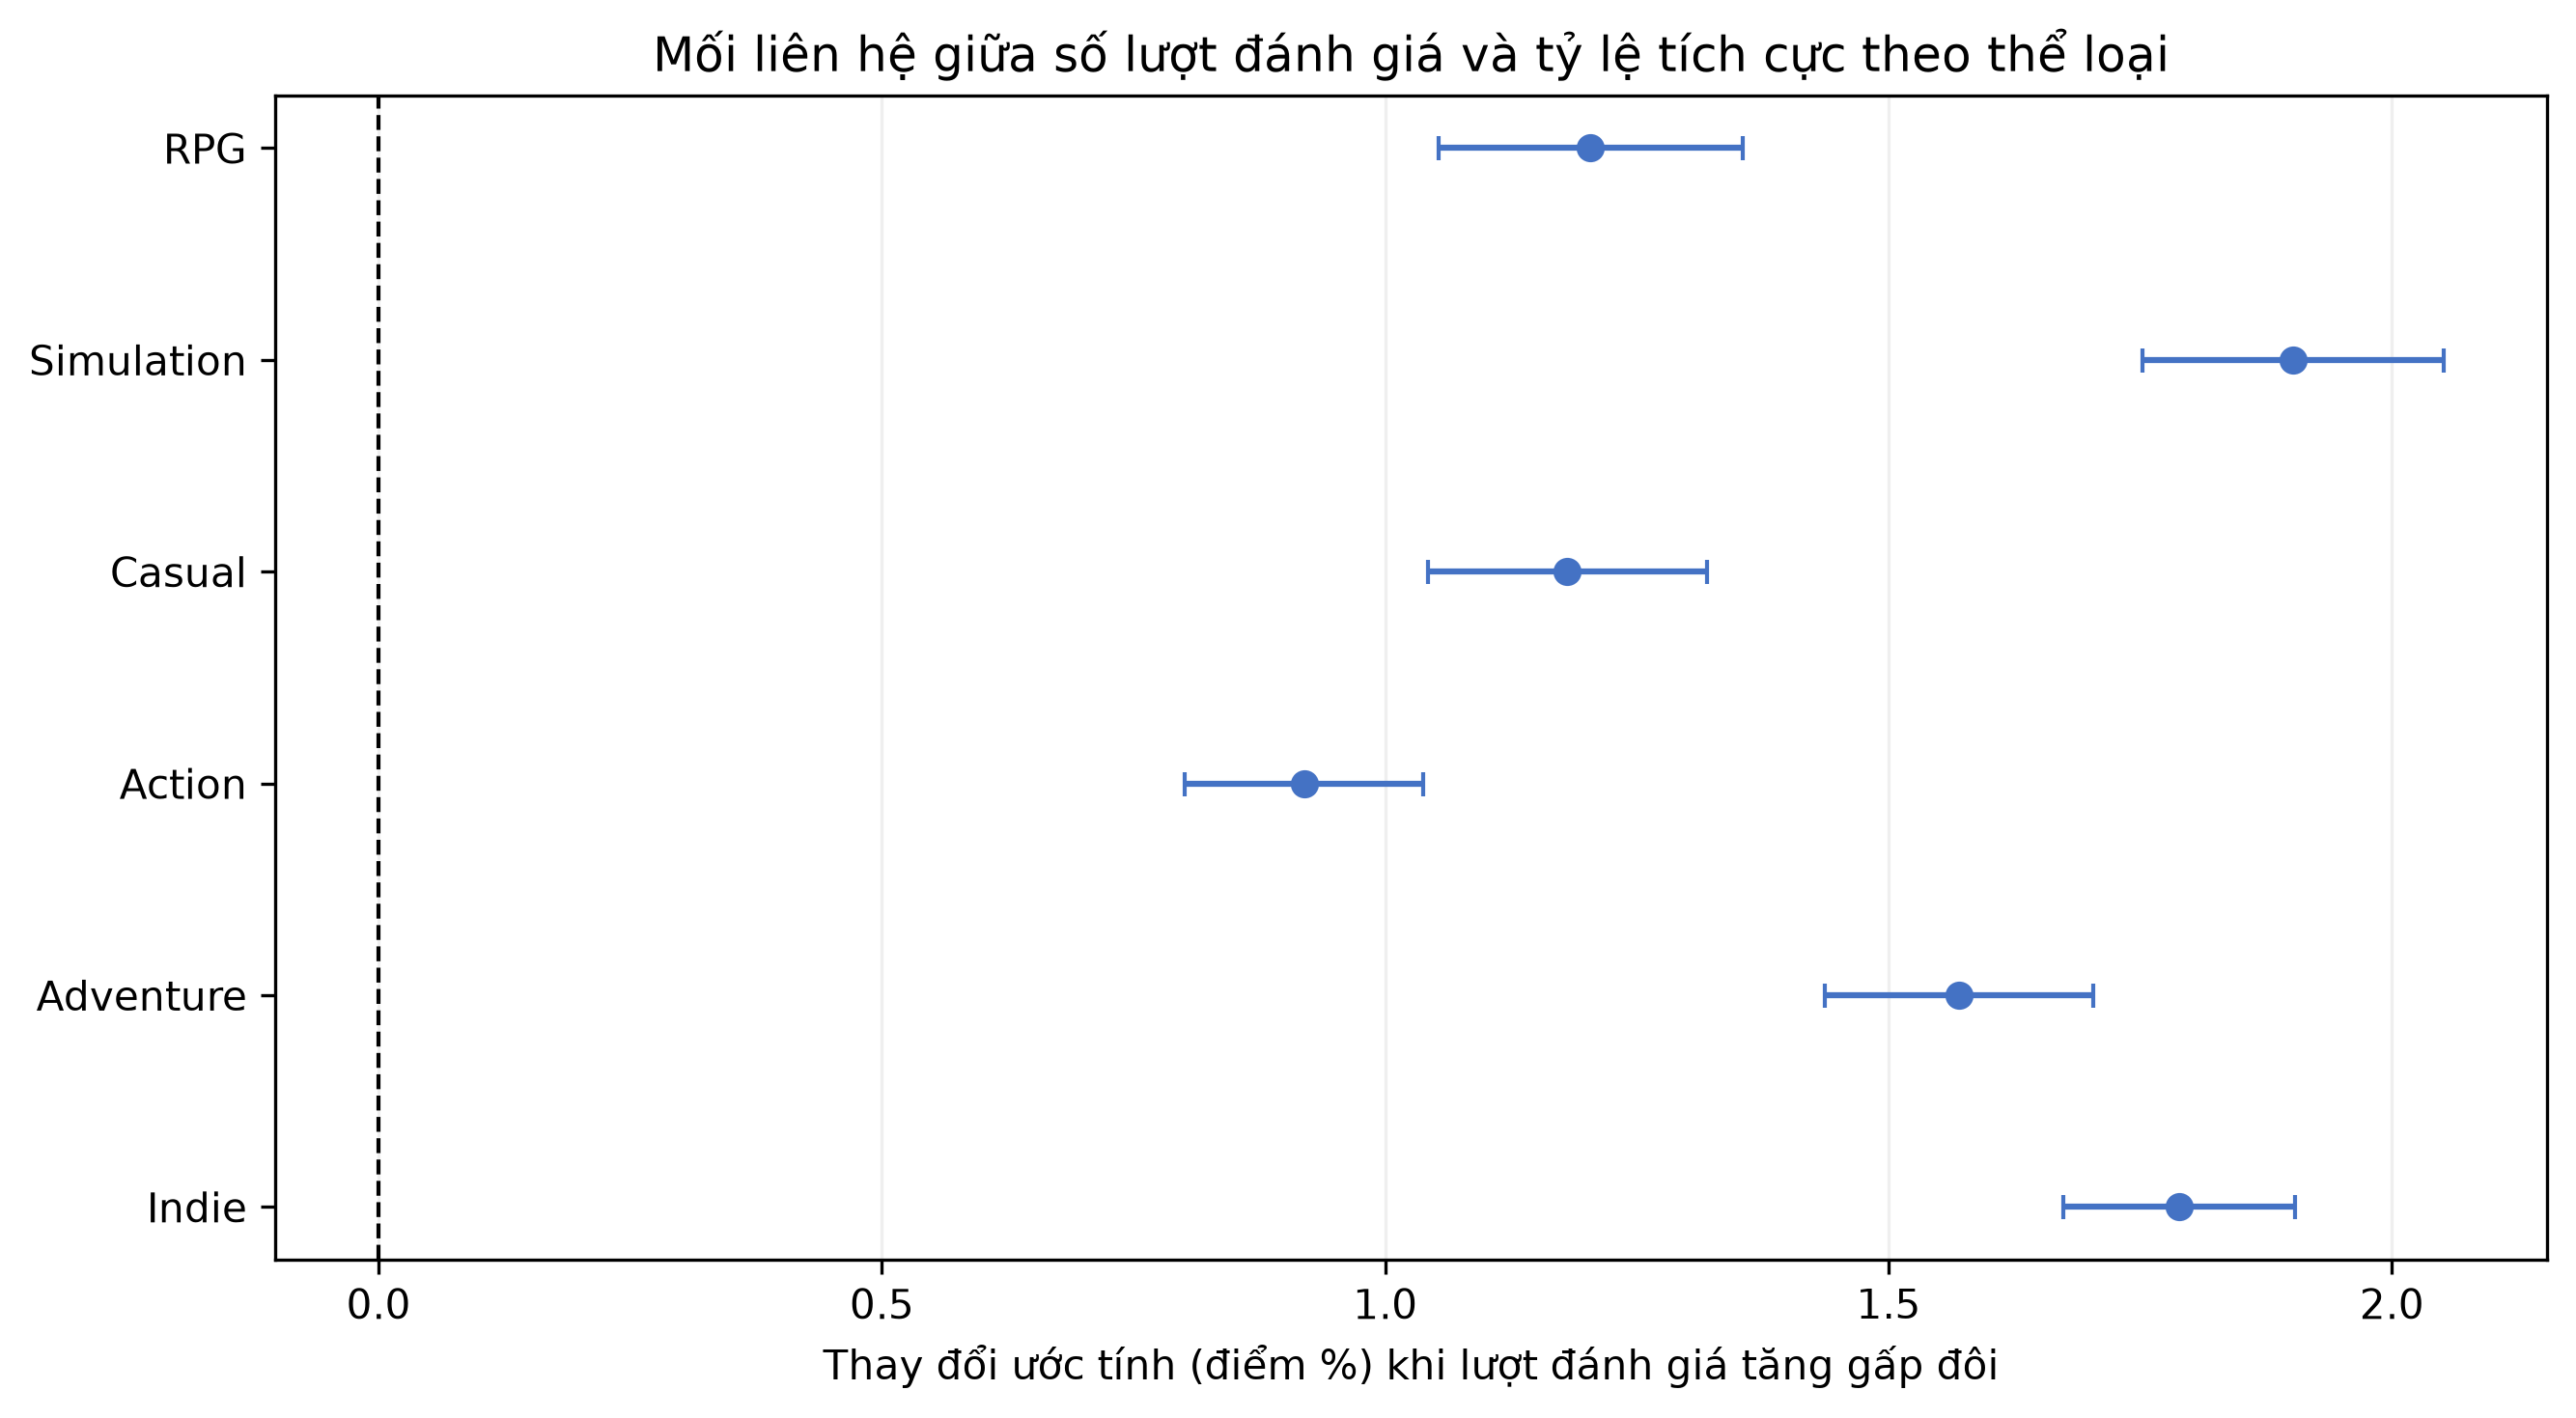 Mối liên hệ giữa số lượt đánh giá và tỷ lệ tích cực theo thể loại
RPG
Simulation
Casual
Action
Adventure
Indie
0.0 0.5 1.0 1.5 2.0
Thay đổi ước tính (điểm %) khi lượt đánh giá tăng gấp đôi